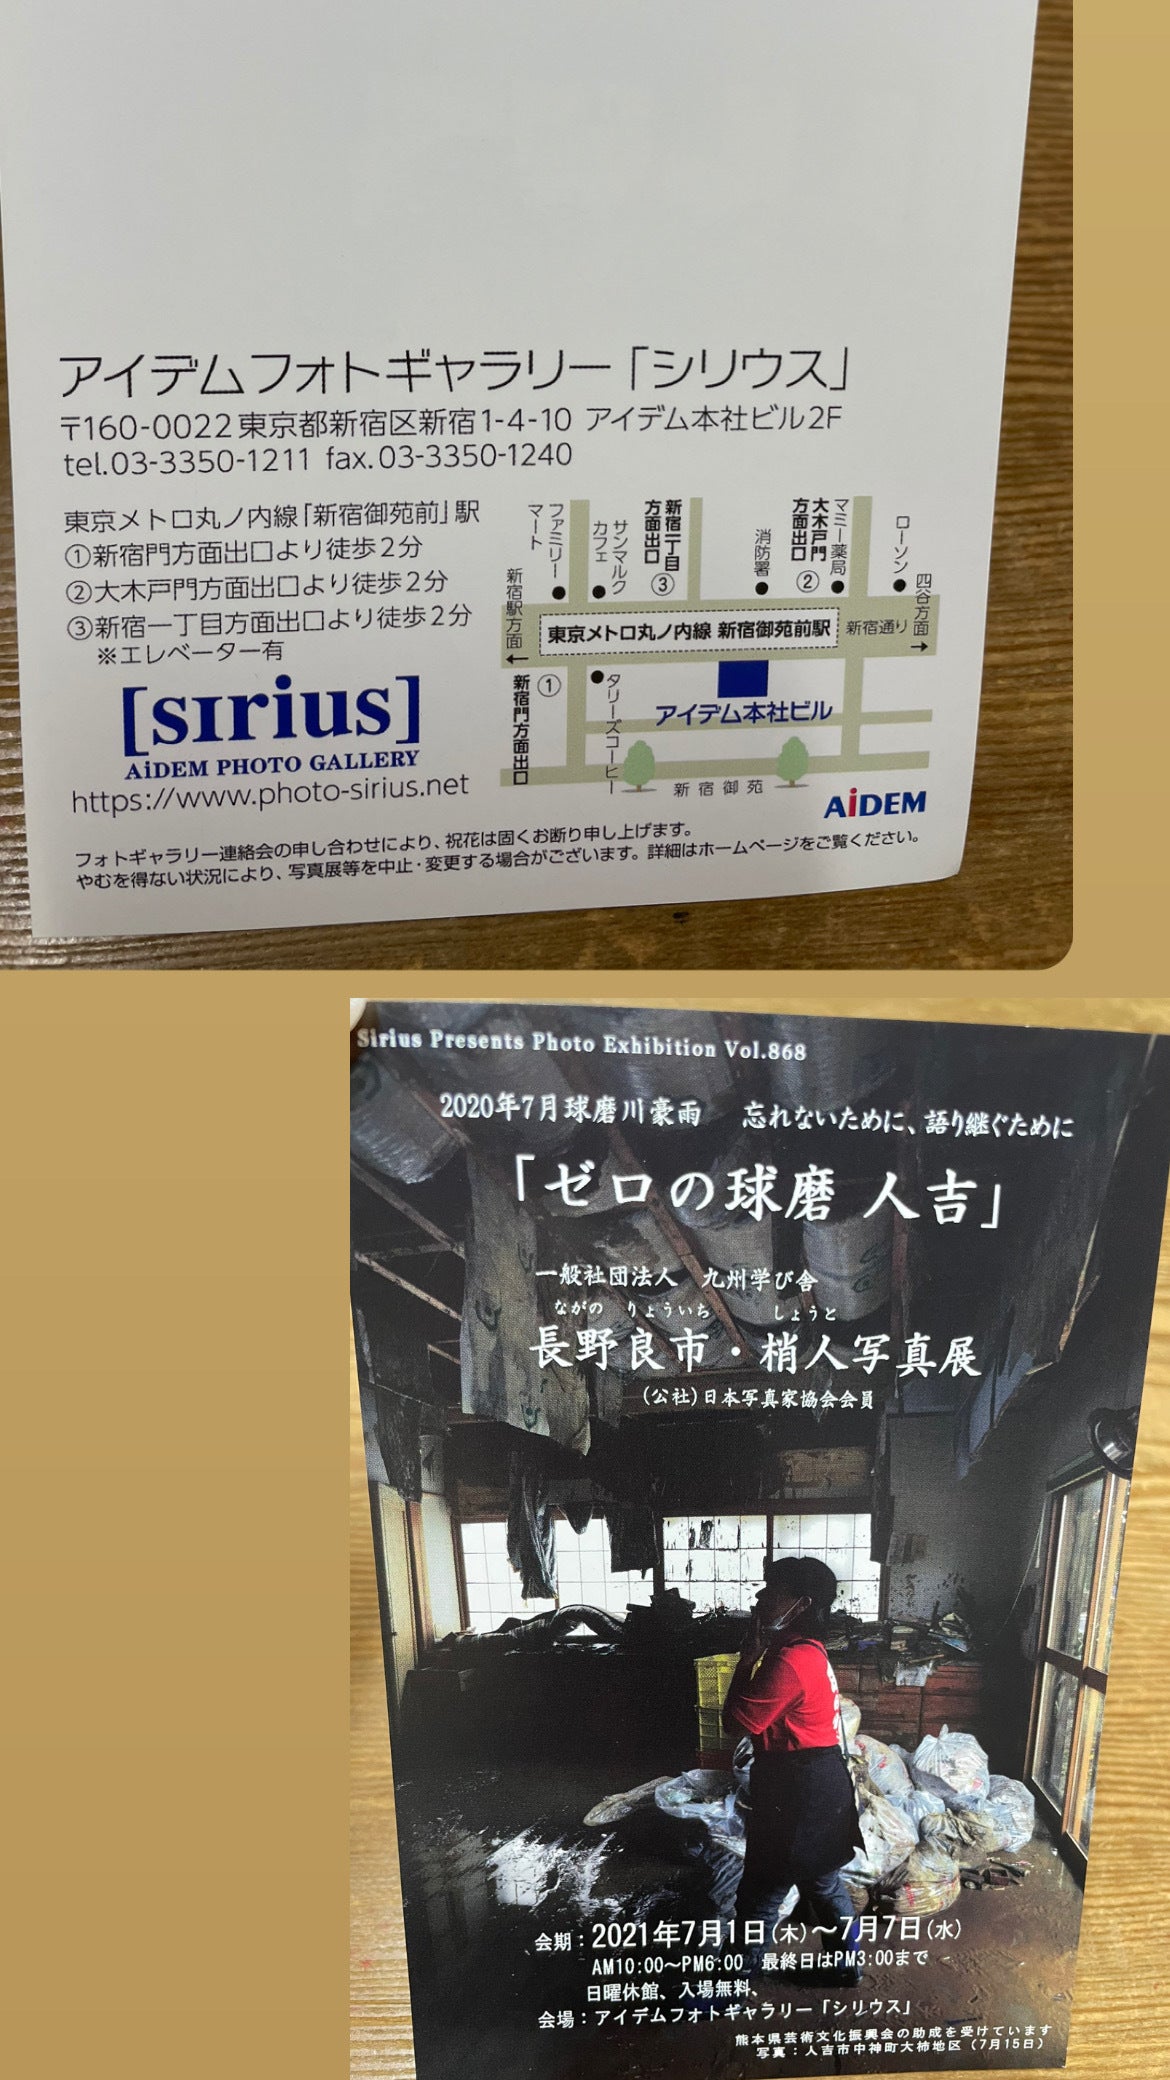 アイデムフォトギャラリー「シリウス」
〒160-0022 東京都新宿区新宿1-4-10 アイデム本社ビル2F
tel.03-3350-1211 fax.03-3350-1240
東京メトロ丸ノ内線「新宿御苑前」駅
①新宿門方面出口より徒歩2分
②大木戸門方面出口より徒歩2分
③新宿一丁目方面出口より徒歩2分
※エレベーター有
[sırius]
AiDEM PHOTO GALLERY
https://www.photo-sirius.net
ファミリーマート
サンマルクカフェ
新宿一丁目方面出口
③
消防署
大木戸門方面出口
②
マミー薬局
ローソン
新宿駅方面
←
東京メトロ丸ノ内線 新宿御苑前駅
新宿通り
四谷方面
→
新宿門方面出口
①
タリーズコーヒー
アイデム本社ビル
新宿御苑
AiDEM
フォトギャラリー連絡会の申し合わせにより、祝花は固くお断り申し上げます。
やむを得ない状況により、写真展等を中止・変更する場合がございます。詳細はホームページをご覧ください。
Sirius Presents Photo Exhibition Vol.868
2020年7月球磨川豪雨 忘れないために、語り継ぐために
「ゼロの球磨 人吉」
一般社団法人 九州学び舎
ながの りょういち しょうと
長野良市・梢人写真展
(公社)日本写真家協会会員
会期:2021年7月1日(木)〜7月7日(水)
AM10:00〜PM6:00 最終日はPM3:00まで
日曜休館、入場無料、
会場:アイデムフォトギャラリー「シリウス」
熊本県芸術文化振興会の助成を受けています
写真:人吉市中神町大柿地区(7月15日)